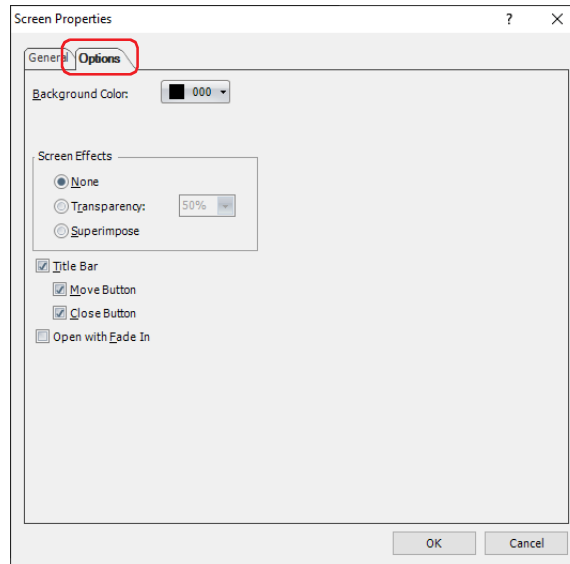 Screen Properties ?
General Options
Background Color: 000
Screen Effects
None
Transparency: 50%
Superimpose
Title Bar
Move Button
Close Button
Open with Fade In
OK Cancel